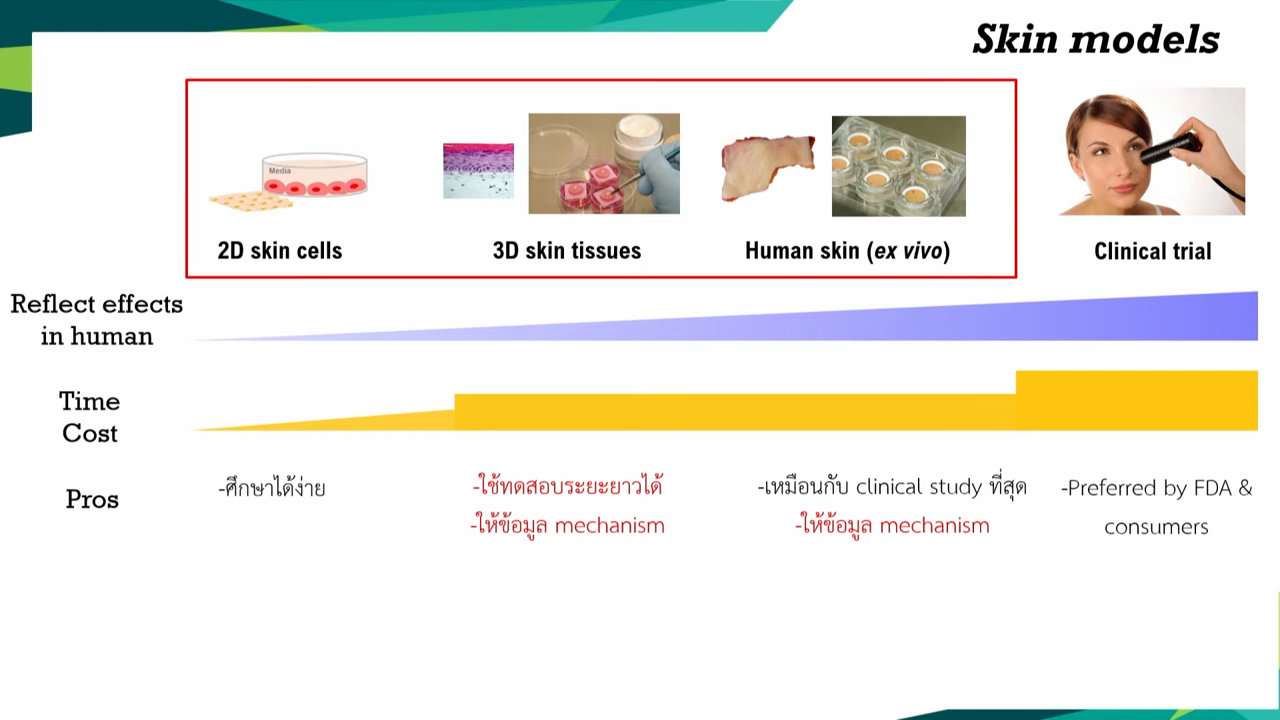 Skin models
Media
2D skin cells
3D skin tissues
Human skin (ex vivo)
Clinical trial
Reflect effects
in human
Time
Cost
Pros
-ศึกษาได้ง่าย
-ใช้ทดสอบระยะยาวได้
-ให้ข้อมูล mechanism
-เหมือนกับ clinical study ที่สุด
-ให้ข้อมูล mechanism
-Preferred by FDA &
consumers